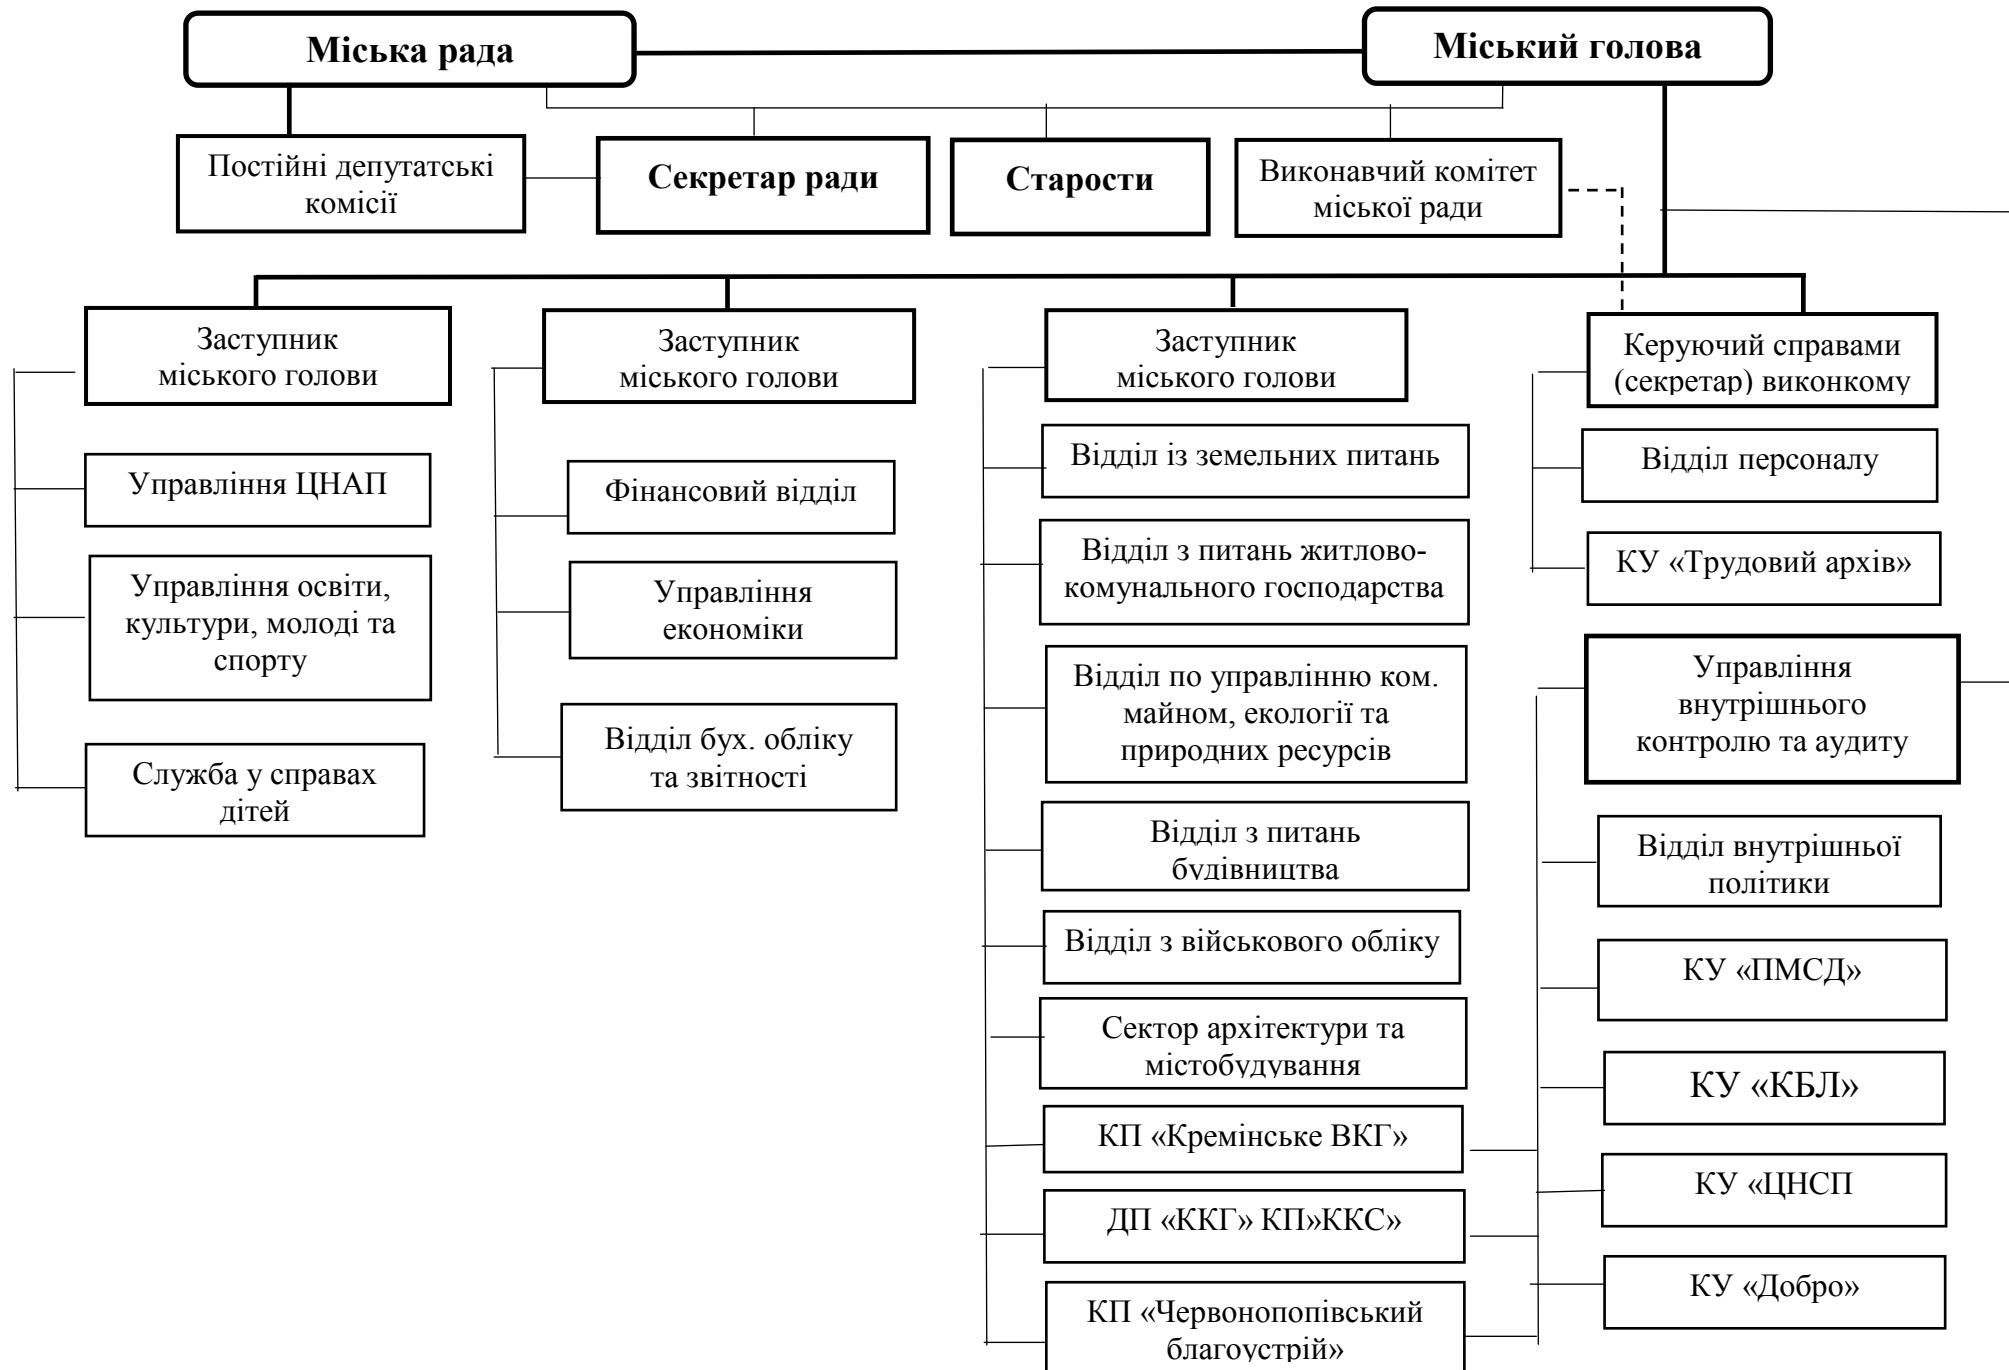 Міська рада
Міський голова
Постійні депутатські
комісії
Секретар ради
Старости
Виконавчий комітет
міської ради
Заступник
міського голови
Управління ЦНАП
Управління освіти,
культури, молоді та
спорту
Служба у справах
дітей
Заступник
міського голови
Фінансовий відділ
Управління
економіки
Відділ бух. обліку
та звітності
Заступник
міського голови
Відділ із земельних питань
Відділ з питань житлово-
комунального господарства
Відділ по управлінню ком.
майном, екології та
природних ресурсів
Відділ з питань
будівництва
Відділ з військового обліку
Сектор архітектури та
містобудування
КП «Кремінське ВКГ»
ДП «ККГ» КП»ККС»
КП «Червонопопівський
благоустрій»
Керуючий справами
(секретар) виконкому
Відділ персоналу
КУ «Трудовий архів»
Управління
внутрішнього
контролю та аудиту
Відділ внутрішньої
політики
КУ «ПМСД»
КУ «КБЛ»
КУ «ЦНСП
КУ «Добро»